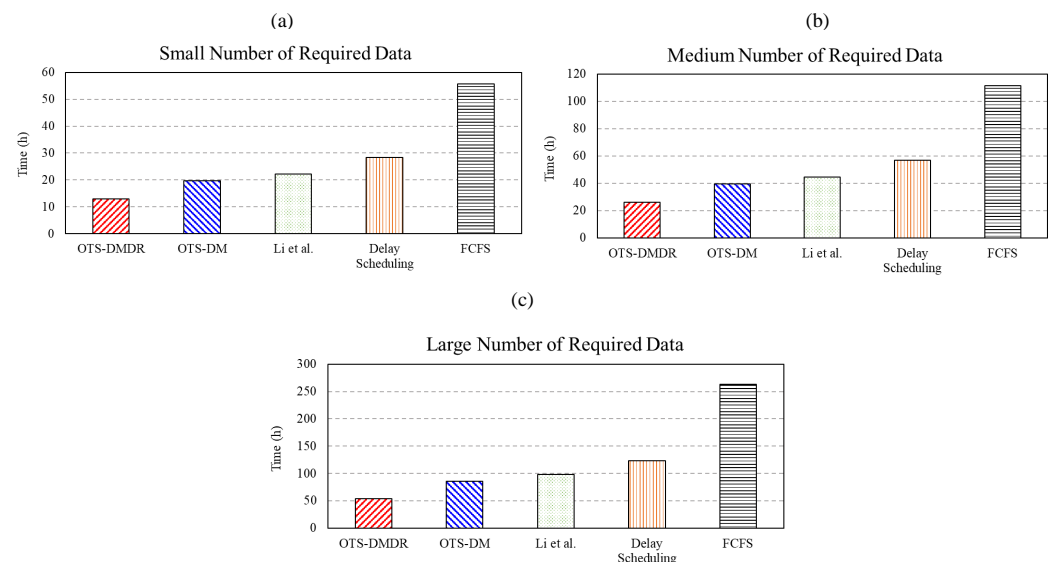 (a)
Small Number of Required Data
60
50
40
30
20
10
0
Time (h)
OTS-DMDR OTS-DM Li et al. Delay Scheduling FCFS
(b)
Medium Number of Required Data
120
100
80
60
40
20
0
Time (h)
OTS-DMDR OTS-DM Li et al. Delay Scheduling FCFS
(c)
Large Number of Required Data
300
250
200
150
100
50
0
Time (h)
OTS-DMDR OTS-DM Li et al. Delay Scheduling FCFS